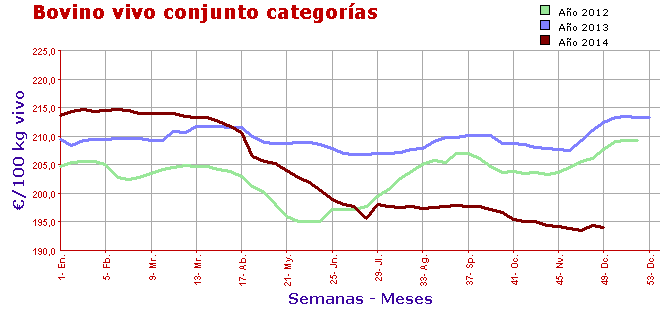 Bovino vivo conjunto categorías
Año 2012
Año 2013
Año 2014
€/100 kg vivo
225,0
220,0
215,0
210,0
205,0
200,0
195,0
190,0
1- En.
5- Fb.
9- Mr.
13- Mr.
17- Ab.
21- My.
25- Jn.
29- Jl.
33- Ag.
37- Sp.
41- Oc.
45- Nv.
49- Dc.
53- Dc.
Semanas - Meses